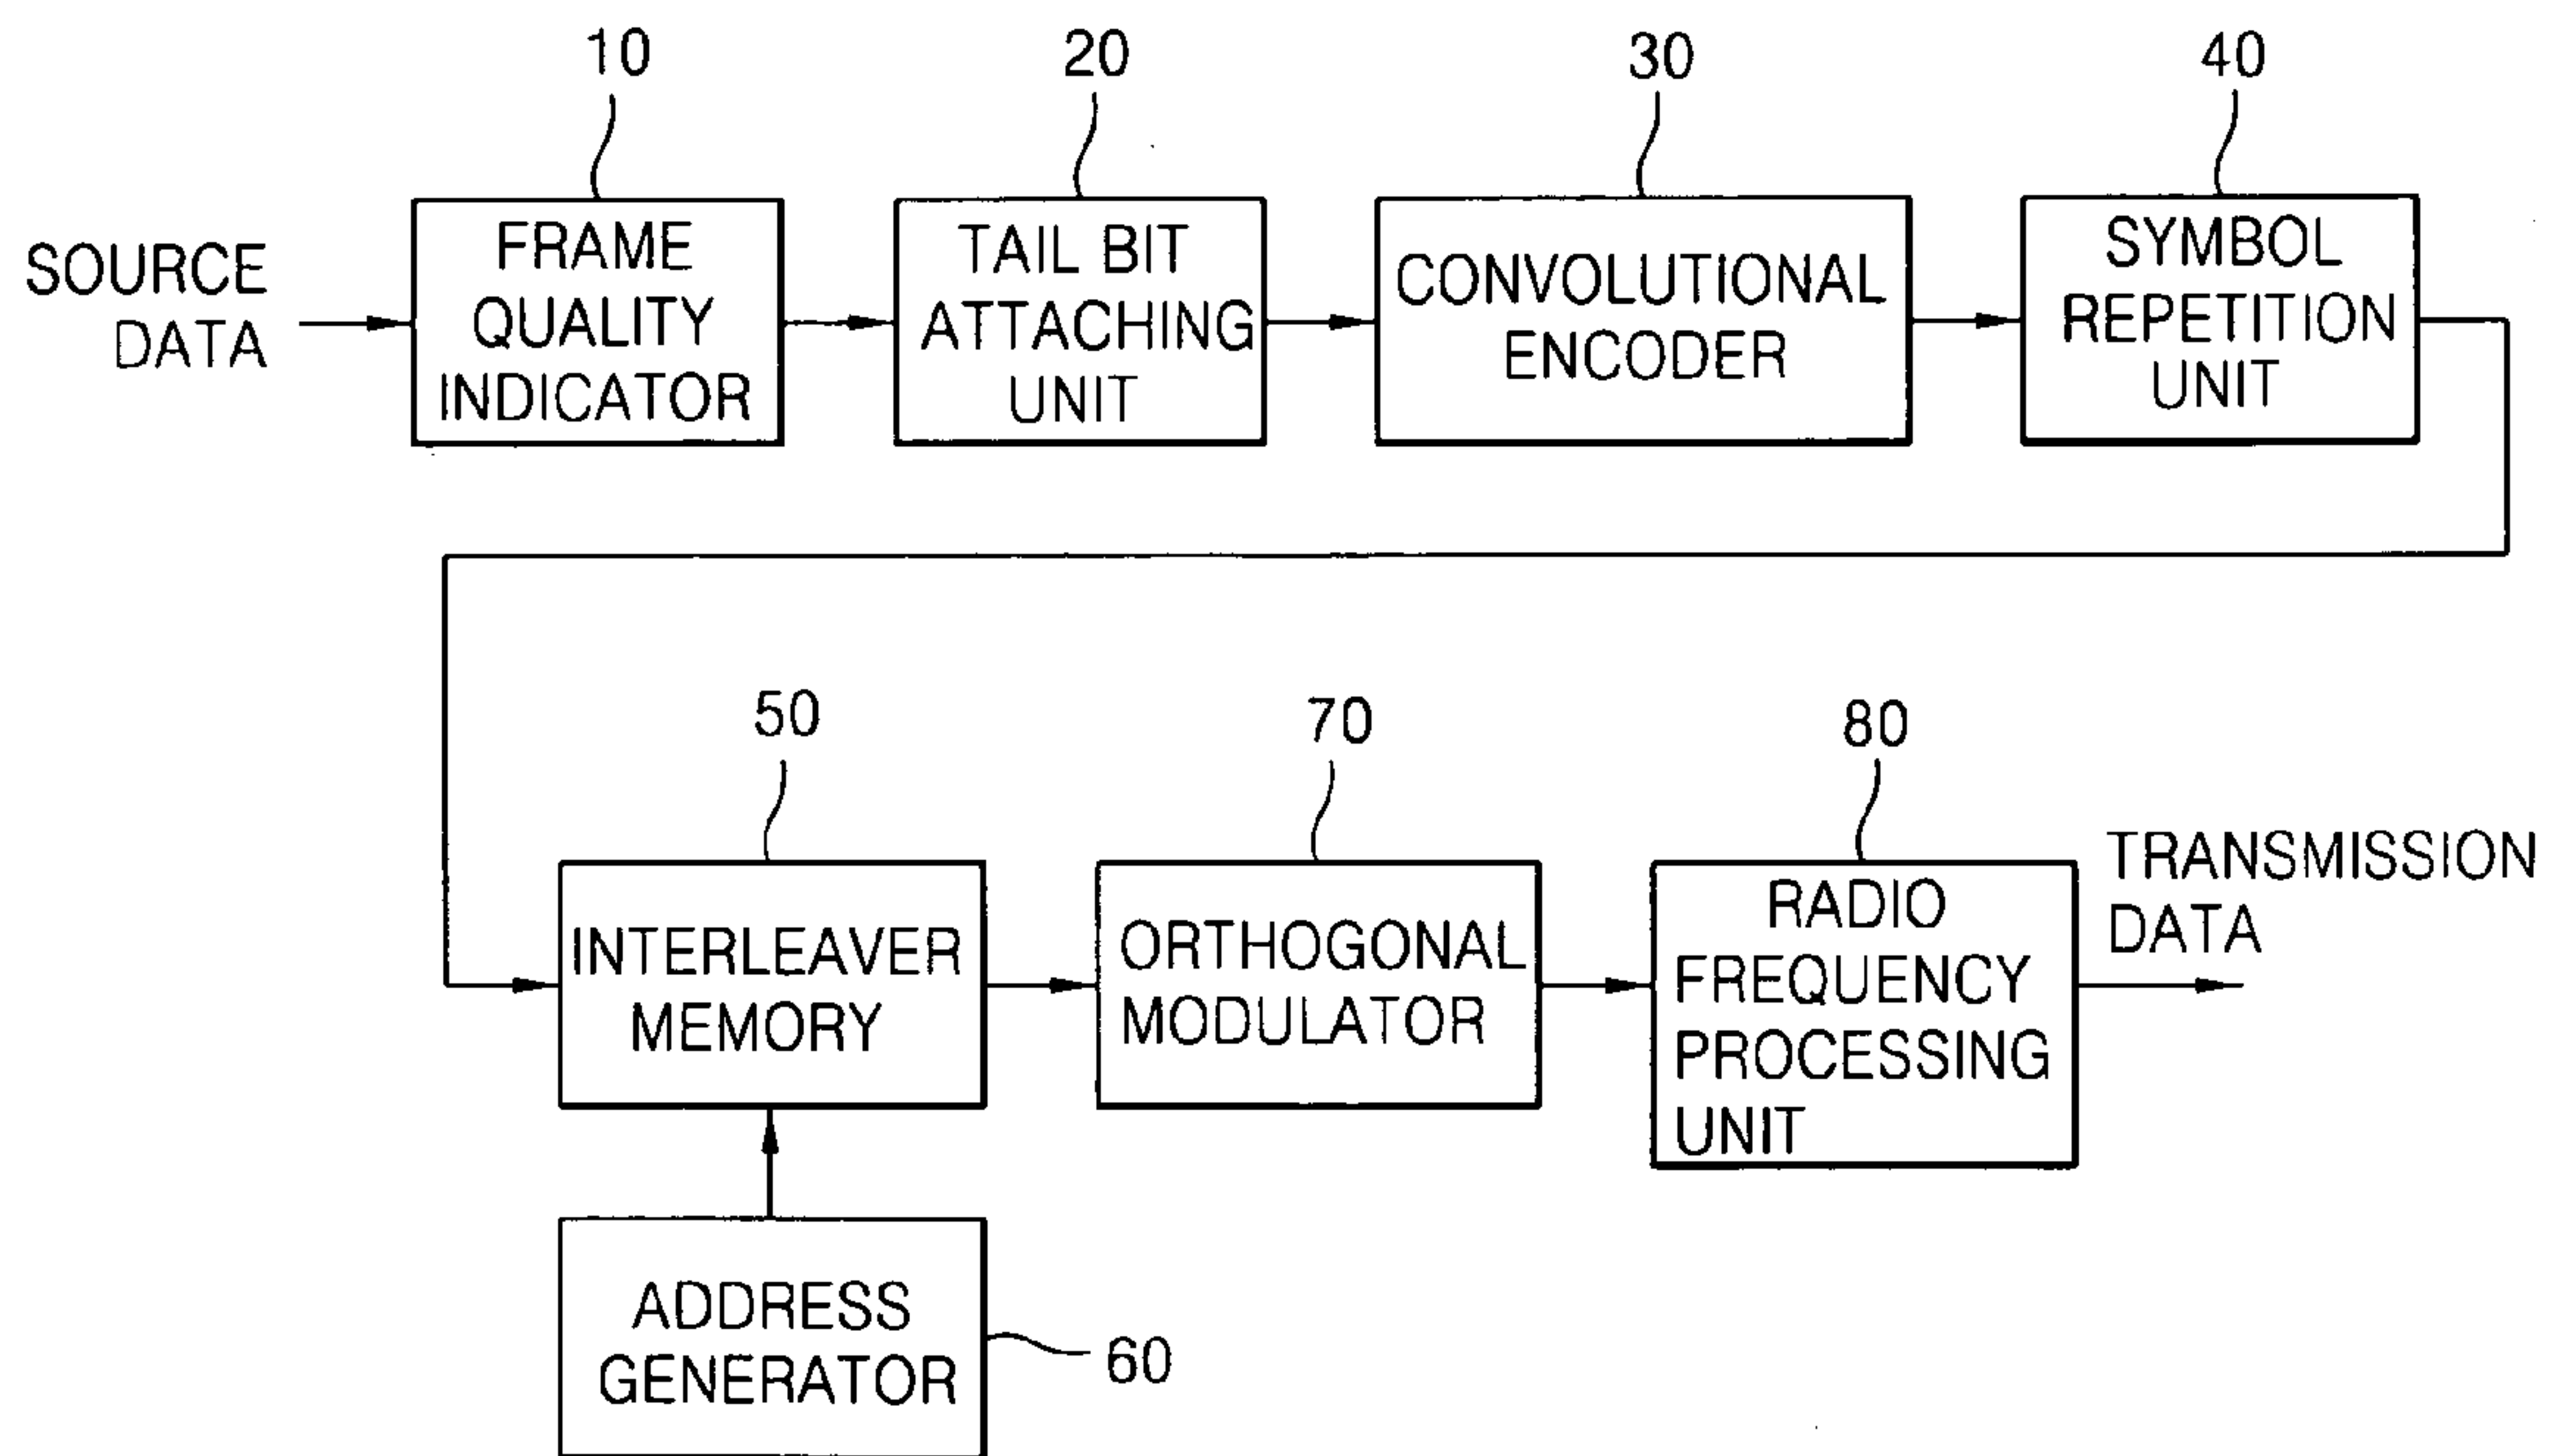 10
20
30
40
SOURCE
DATA
FRAME
QUALITY
INDICATOR
TAIL BIT
ATTACHING
UNIT
CONVOLUTIONAL
ENCODER
SYMBOL
REPETITION
UNIT
50
70
80
INTERLEAVER
MEMORY
ORTHOGONAL
MODULATOR
RADIO
FREQUENCY
PROCESSING
UNIT
TRANSMISSION
DATA
ADDRESS
GENERATOR
60